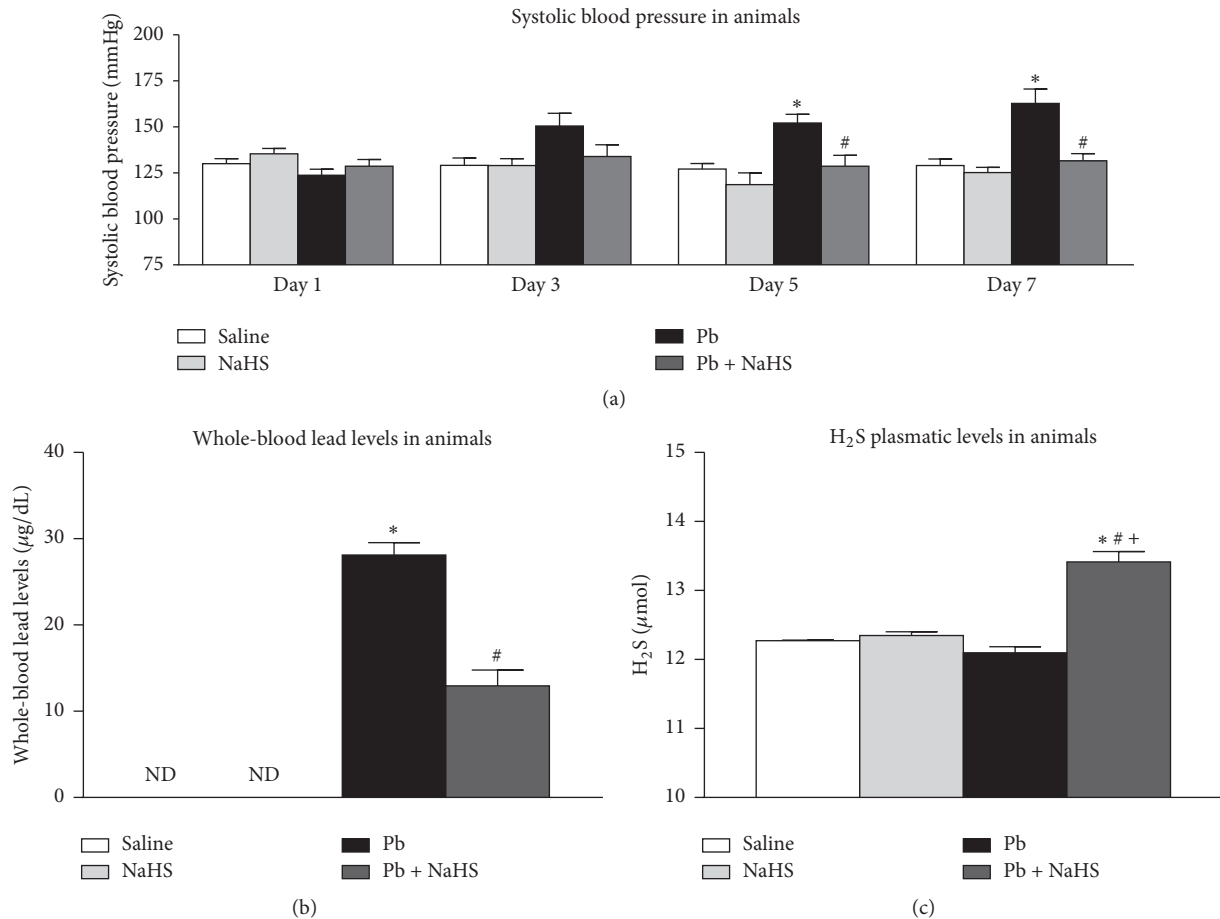 Systolic blood pressure in animals
Systolic blood pressure (mmHg)
200
175
150
125
100
75
*
#
*
#
Day 1 Day 3 Day 5 Day 7
Saline Pb
NaHS Pb + NaHS
(a)
Whole-blood lead levels in animals
Whole-blood lead levels (μg/dL)
40
30
20
10
0
ND ND
*
#
Saline Pb
NaHS Pb + NaHS
(b)
H₂S plasmatic levels in animals
H₂S (μmol)
15
14
13
12
11
10
* # +
Saline Pb
NaHS Pb + NaHS
(c)